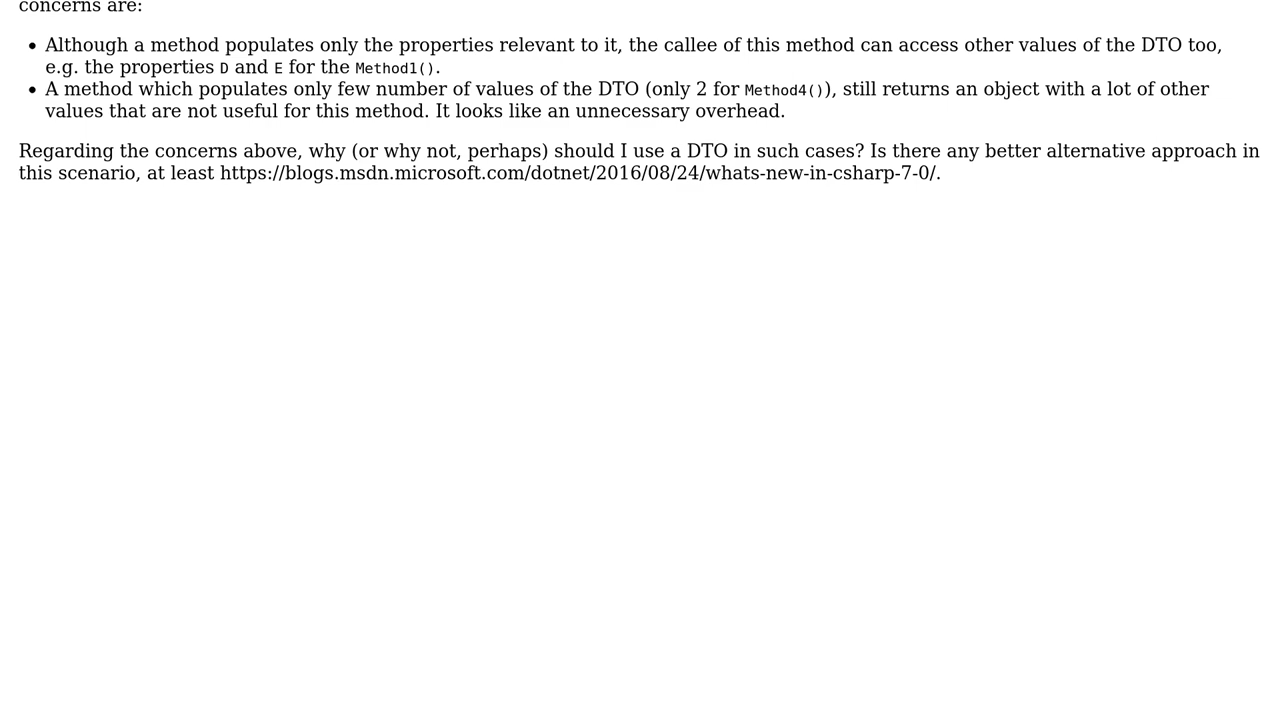 concerns are:
• Although a method populates only the properties relevant to it, the callee of this method can access other values of the DTO too,
e.g. the properties D and E for the Method1().
• A method which populates only few number of values of the DTO (only 2 for Method4()), still returns an object with a lot of other
values that are not useful for this method. It looks like an unnecessary overhead.
Regarding the concerns above, why (or why not, perhaps) should I use a DTO in such cases? Is there any better alternative approach in
this scenario, at least https://blogs.msdn.microsoft.com/dotnet/2016/08/24/whats-new-in-csharp-7-0/.